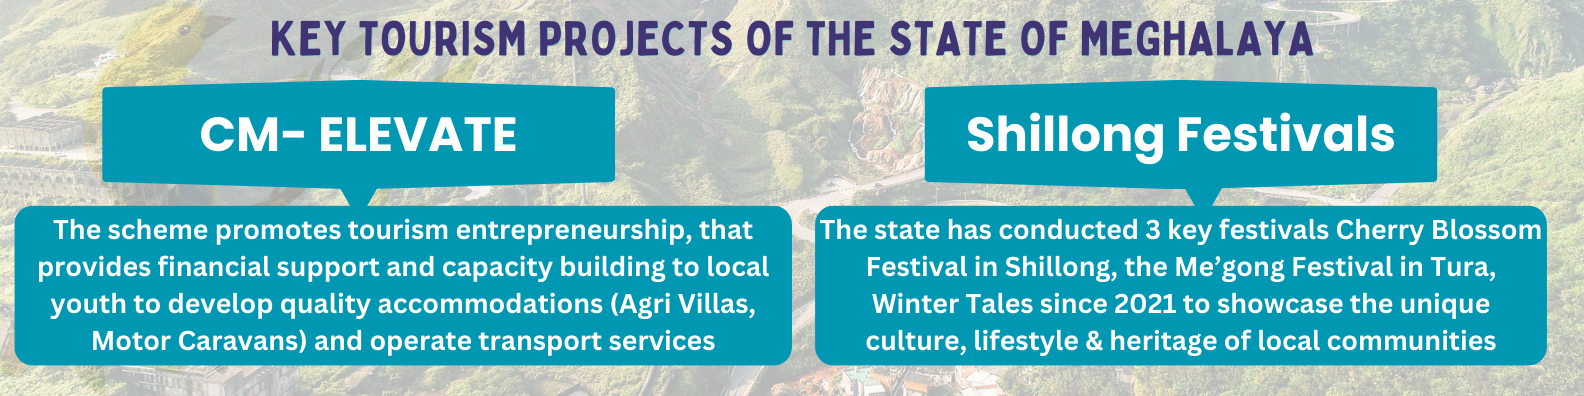 KEY TOURISM PROJECTS OF THE STATE OF MEGHALAYA
CM- ELEVATE
The scheme promotes tourism entrepreneurship, that
provides financial support and capacity building to local
youth to develop quality accommodations (Agri Villas,
Motor Caravans) and operate transport services
Shillong Festivals
The state has conducted 3 key festivals Cherry Blossom
Festival in Shillong, the Me’gong Festival in Tura,
Winter Tales since 2021 to showcase the unique
culture, lifestyle & heritage of local communities